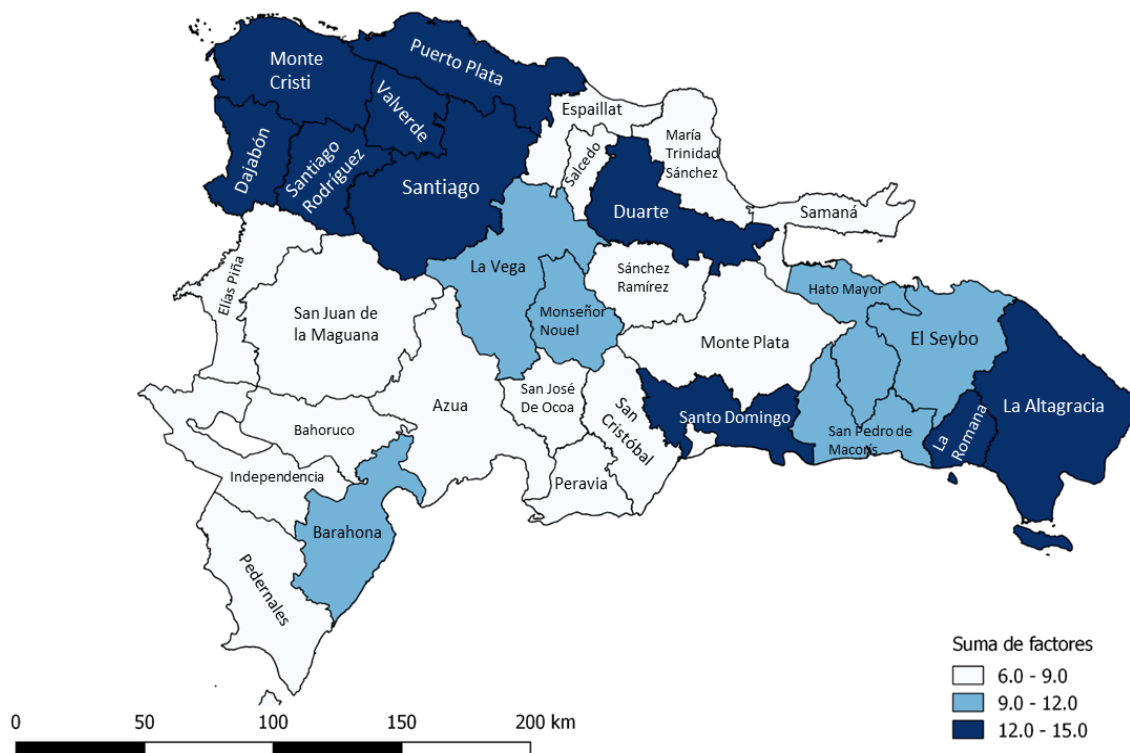 Puerto Plata
Monte
Cristi
Valverde
Espaillat
María
Trinidad
Sánchez
Dajabón
Santiago
Rodríguez
Salcedo
Santiago
Duarte
Samaná
Elías Piña
La Vega
Sánchez
Ramírez
Hato Mayor
San Juan de
la Maguana
Monseñor
Nouel
Monte Plata
El Seybo
San José
De Ocoa
Azua
San
Cristóbal
Santo Domingo
La Altagracia
Bahoruco
San Pedro de
Macorís
La
Romana
Independencia
Peravia
Barahona
Pedernales
Suma de factores
6.0 - 9.0
9.0 - 12.0
12.0 - 15.0
0 50 100 150 200 km